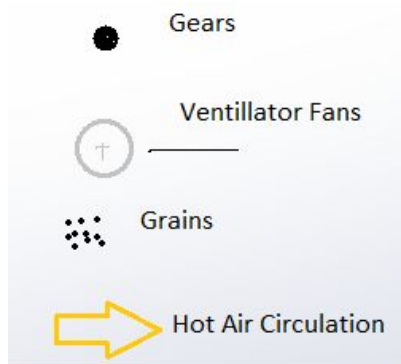 Gears
Ventillator Fans
Grains
Hot Air Circulation